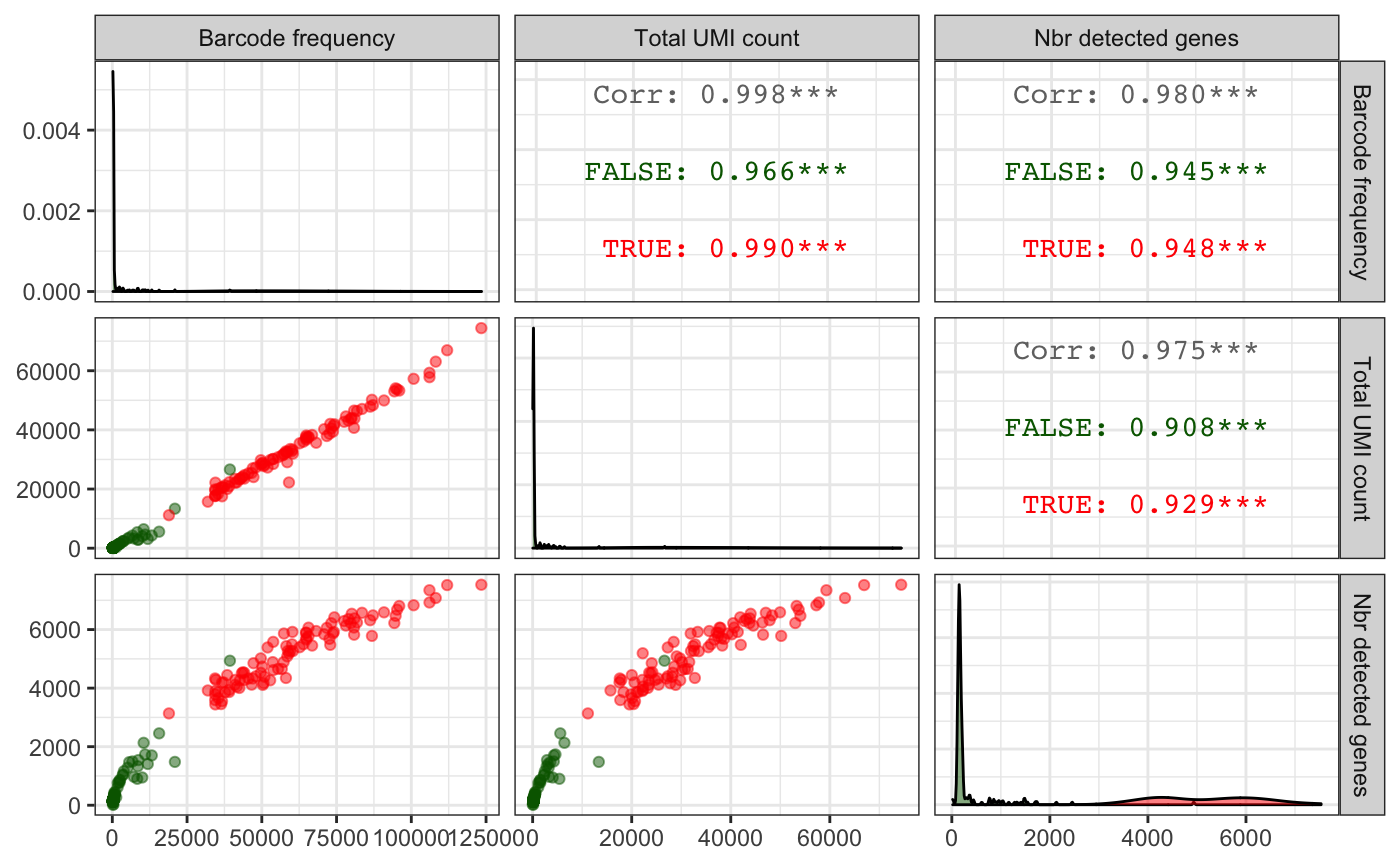 Barcode frequency Total UMI count Nbr detected genes
0.004
0.002
0.000
Corr: 0.998***
FALSE: 0.966***
TRUE: 0.990***
Corr: 0.980***
FALSE: 0.945***
TRUE: 0.948***
Barcode frequency
60000
40000
20000
0
Corr: 0.975***
FALSE: 0.908***
TRUE: 0.929***
Total UMI count
6000
4000
2000
0
Nbr detected genes
0 25000 50000 75000 100000 125000
0 20000 40000 60000
0 2000 4000 6000